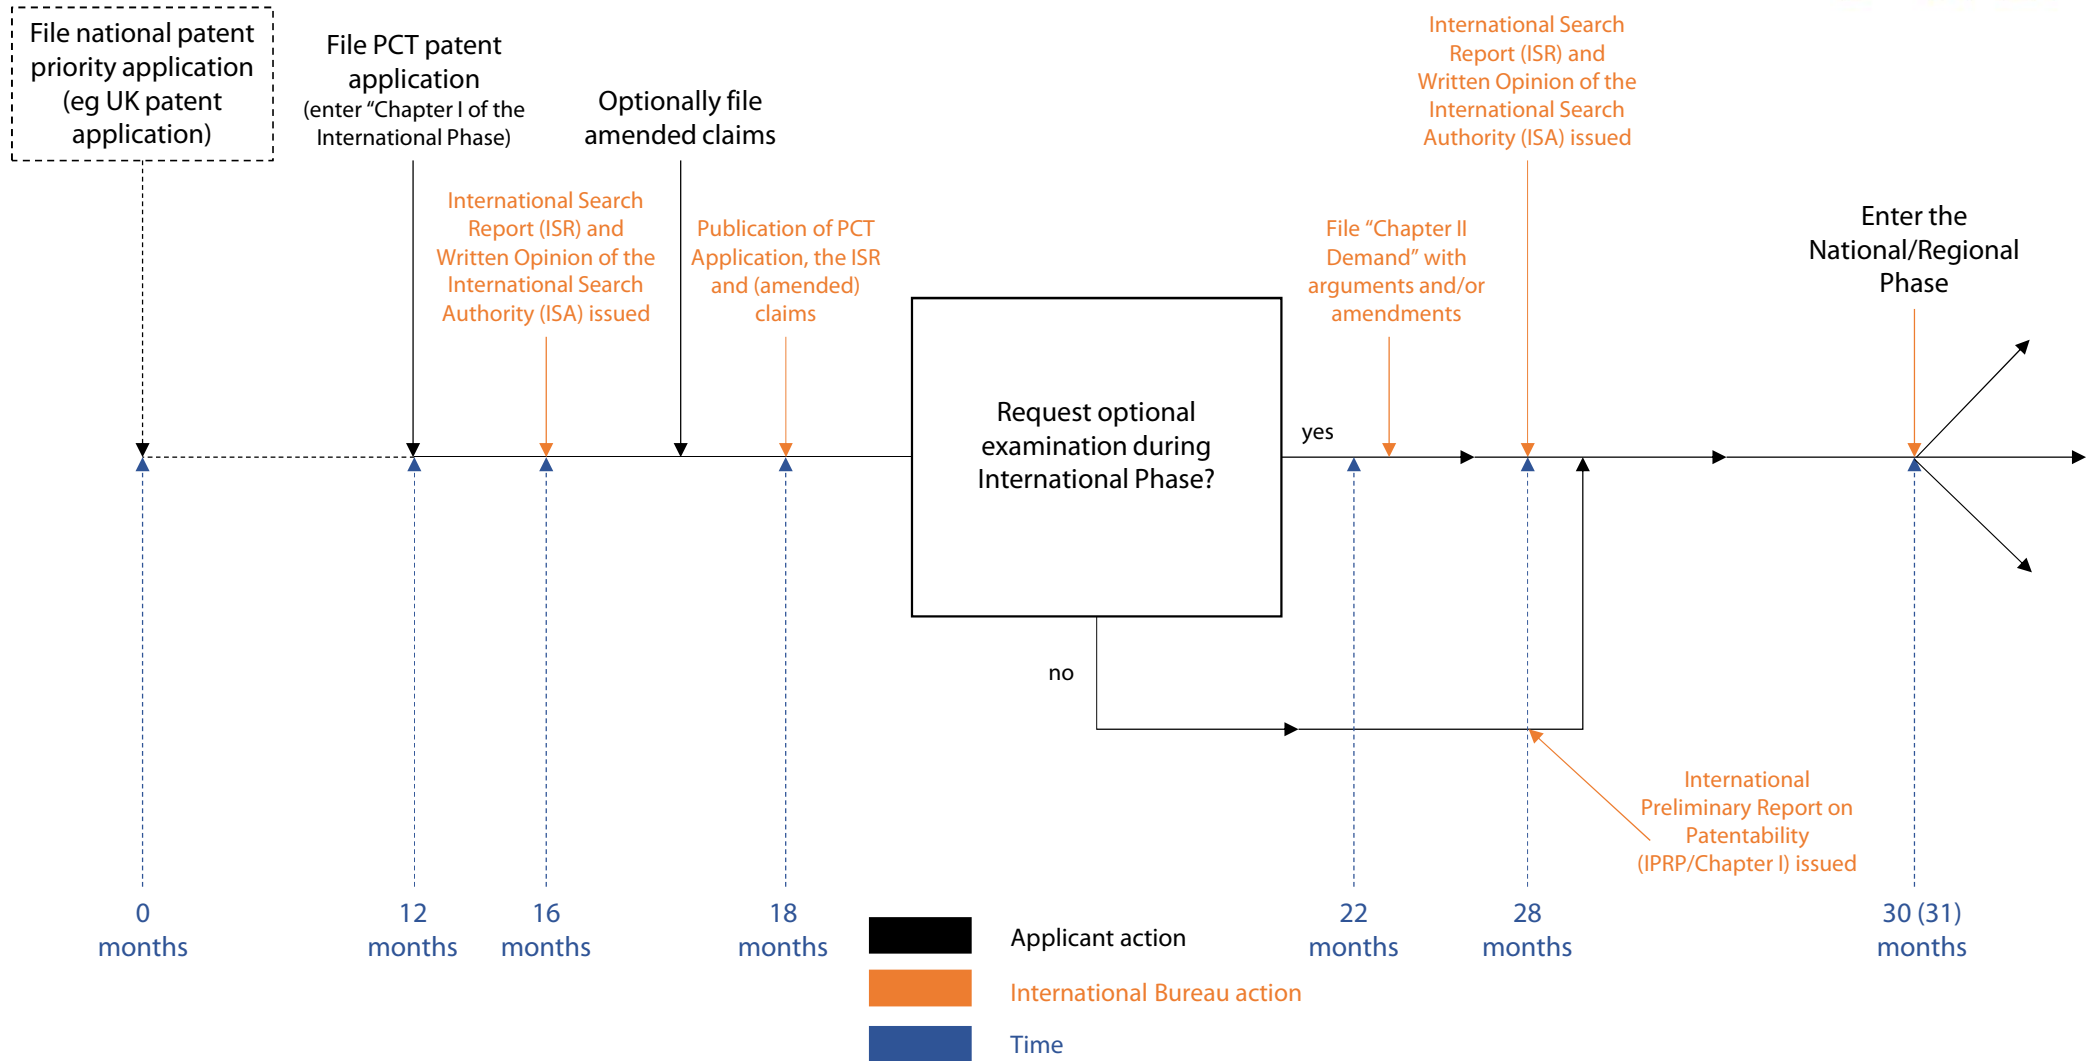 File national patent
priority application
(eg UK patent
application)
File PCT patent
application
(enter “Chapter I of the
International Phase)
Optionally file
amended claims
International Search
Report (ISR) and
Written Opinion of the
International Search
Authority (ISA) issued
International Search
Report (ISR) and
Written Opinion of the
International Search
Authority (ISA) issued
Publication of PCT
Application, the ISR
and (amended)
claims
File “Chapter II
Demand” with
arguments and/or
amendments
Enter the
National/Regional
Phase
Request optional
examination during
International Phase?
yes
no
International
Preliminary Report on
Patentability
(IPRP/Chapter I) issued
0
months
12
months
16
months
18
months
22
months
28
months
30 (31)
months
Applicant action
International Bureau action
Time